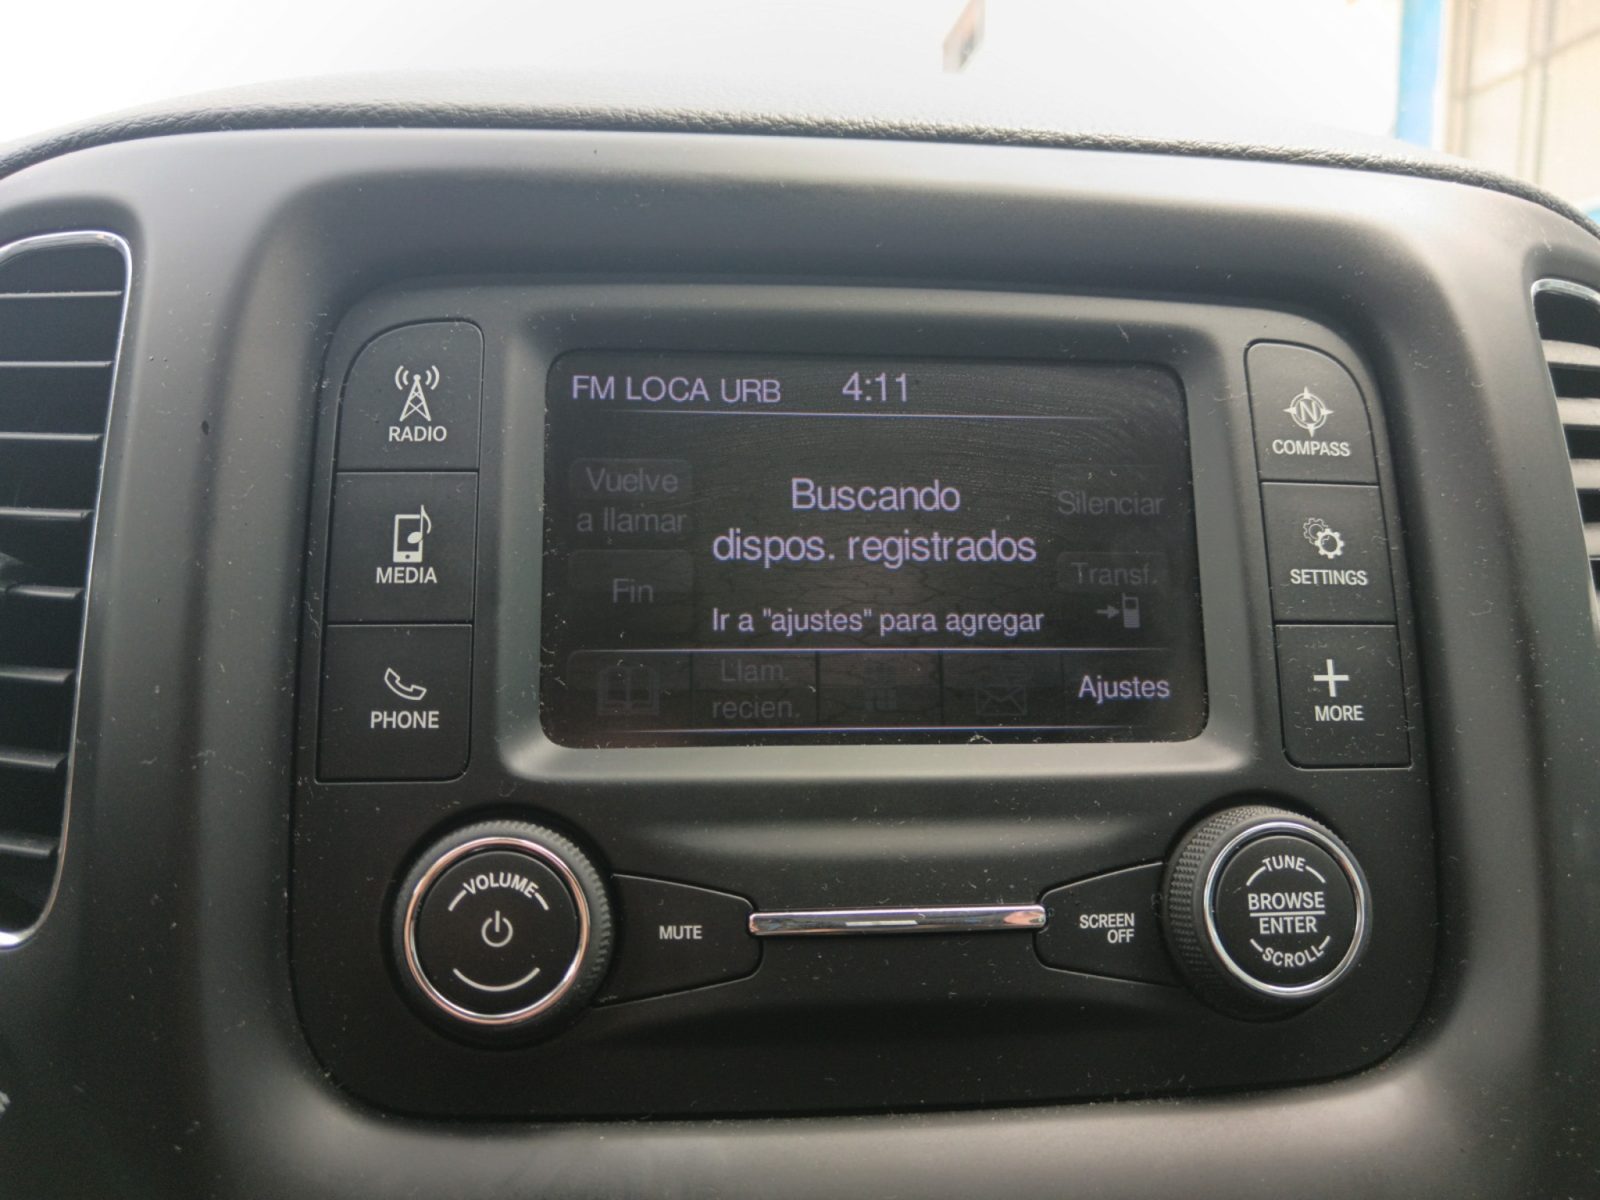 FM LOCA URB 4:11
RADIO
MEDIA
PHONE
Vuelve
a llamar
Fin
Buscando
dispos. registrados
Ir a "ajustes" para agregar
Silenciar
Transf.
Llam.
recien.
Ajustes
N
COMPASS
SETTINGS
MORE
VOLUME
MUTE
SCREEN
OFF
TUNE
BROWSE
ENTER
SCROLL